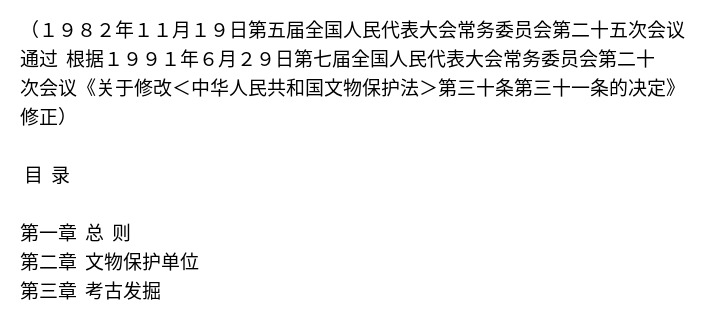 （１９８２年１１月１９日第五届全国人民代表大会常务委员会第二十五次会议
通过 根据１９９１年６月２９日第七届全国人民代表大会常务委员会第二十
次会议《关于修改＜中华人民共和国文物保护法＞第三十条第三十一条的决定》
修正）
目 录
第一章 总 则
第二章 文物保护单位
第三章 考古发掘